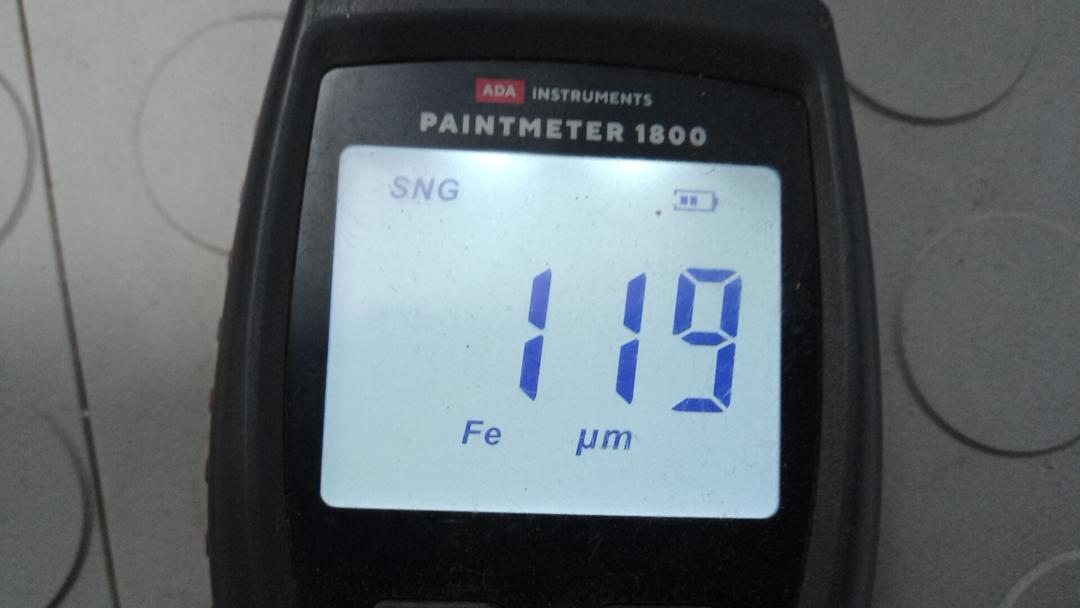 ADA INSTRUMENTS
PAINTMETER 1800
SNG
119
Fe µm